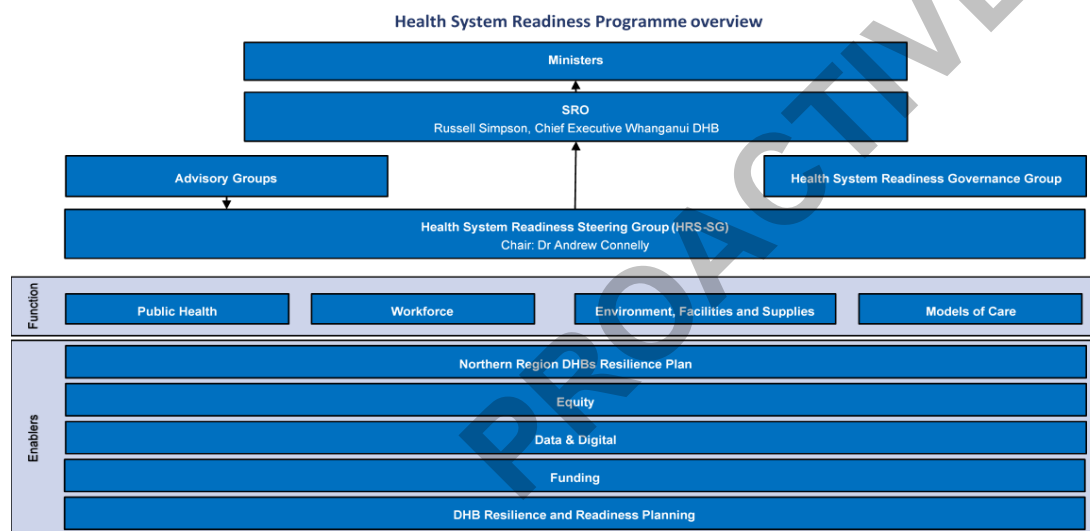 Health System Readiness Programme overview
Ministers
SRO
Russell Simpson, Chief Executive Whanganui DHB
Advisory Groups
Health System Readiness Governance Group
Health System Readiness Steering Group (HRS-SG)
Chair: Dr Andrew Connelly
Function
Public Health
Workforce
Environment, Facilities and Supplies
Models of Care
Enablers
Northern Region DHBs Resilience Plan
Equity
Data & Digital
Funding
DHB Resilience and Readiness Planning
PROACTIVE